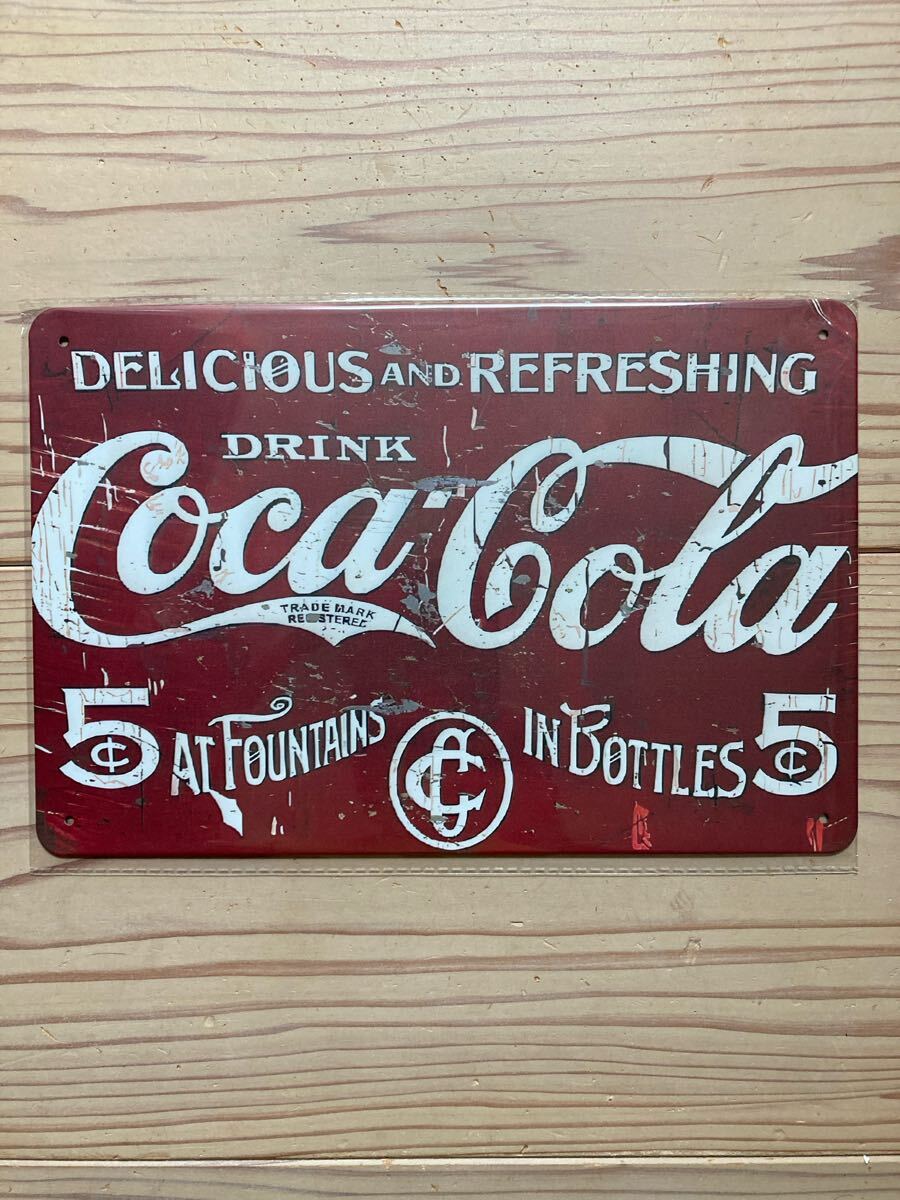 DELICIOUS AND REFRESHING
DRINK
Coca-Cola
TRADE MARK
REGISTERED
5¢ AT FOUNTAINS IN BOTTLES 5¢
CC